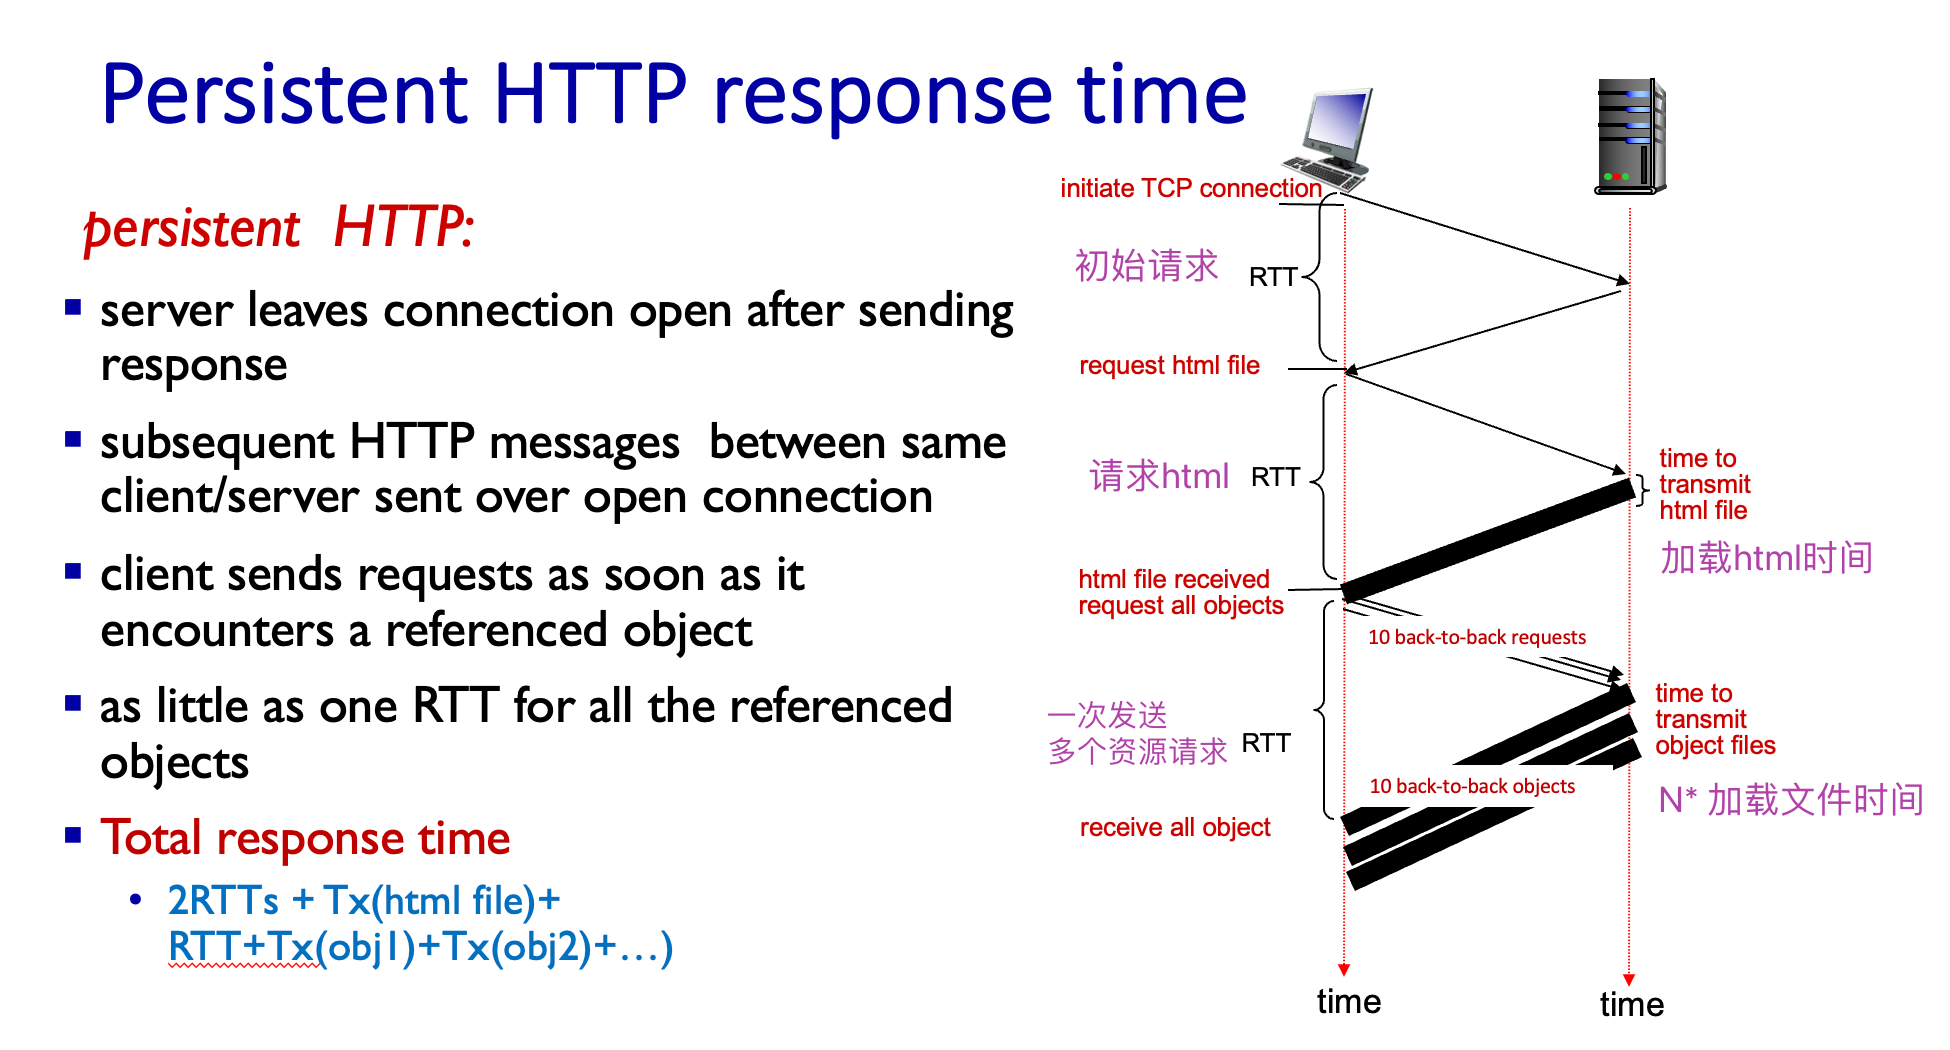 Persistent HTTP response time
persistent HTTP:
server leaves connection open after sending
response
subsequent HTTP messages between same
client/server sent over open connection
client sends requests as soon as it
encounters a referenced object
as little as one RTT for all the referenced
objects
Total response time
2RTTs + Tx(html file)+
RTT+Tx(obj1)+Tx(obj2)+…)
initiate TCP connection
初始请求
RTT
request html file
请求html
RTT
time to
transmit
html file
加载html时间
html file received
request all objects
10 back-to-back requests
一次发送
多个资源请求
RTT
time to
transmit
object files
10 back-to-back objects
N* 加载文件时间
receive all object
time
time